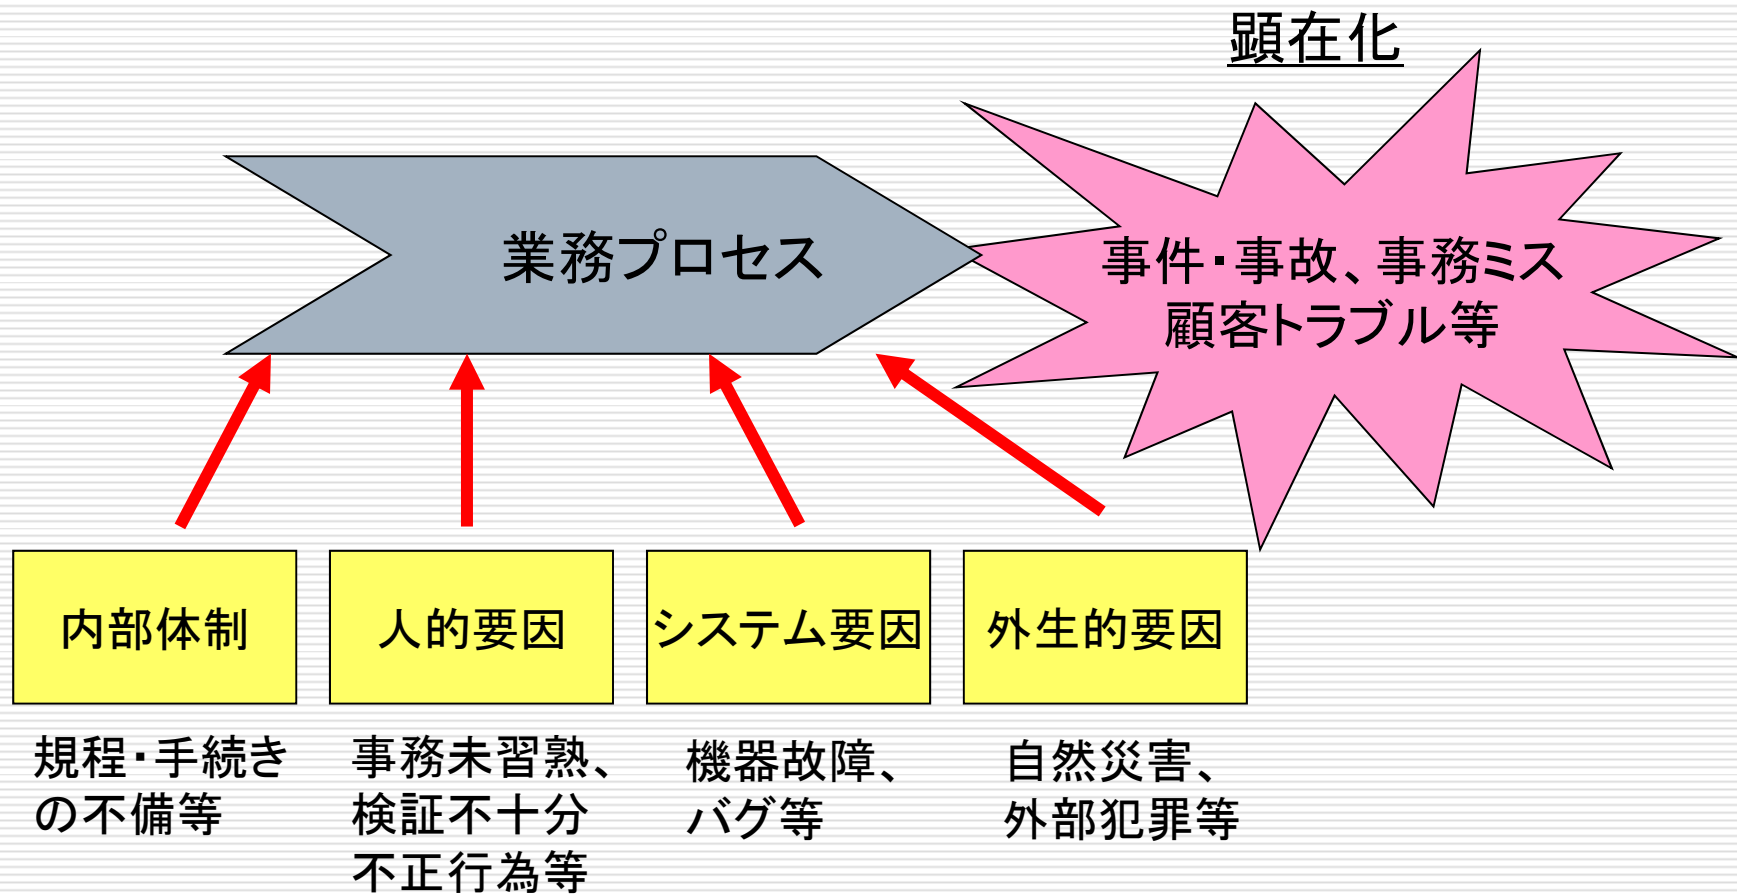 顕在化
業務プロセス
事件・事故、事務ミス
顧客トラブル等
内部体制
人的要因
システム要因
外生的要因
規程・手続き
の不備等
事務未習熟、
検証不十分
不正行為等
機器故障、
バグ等
自然災害、
外部犯罪等